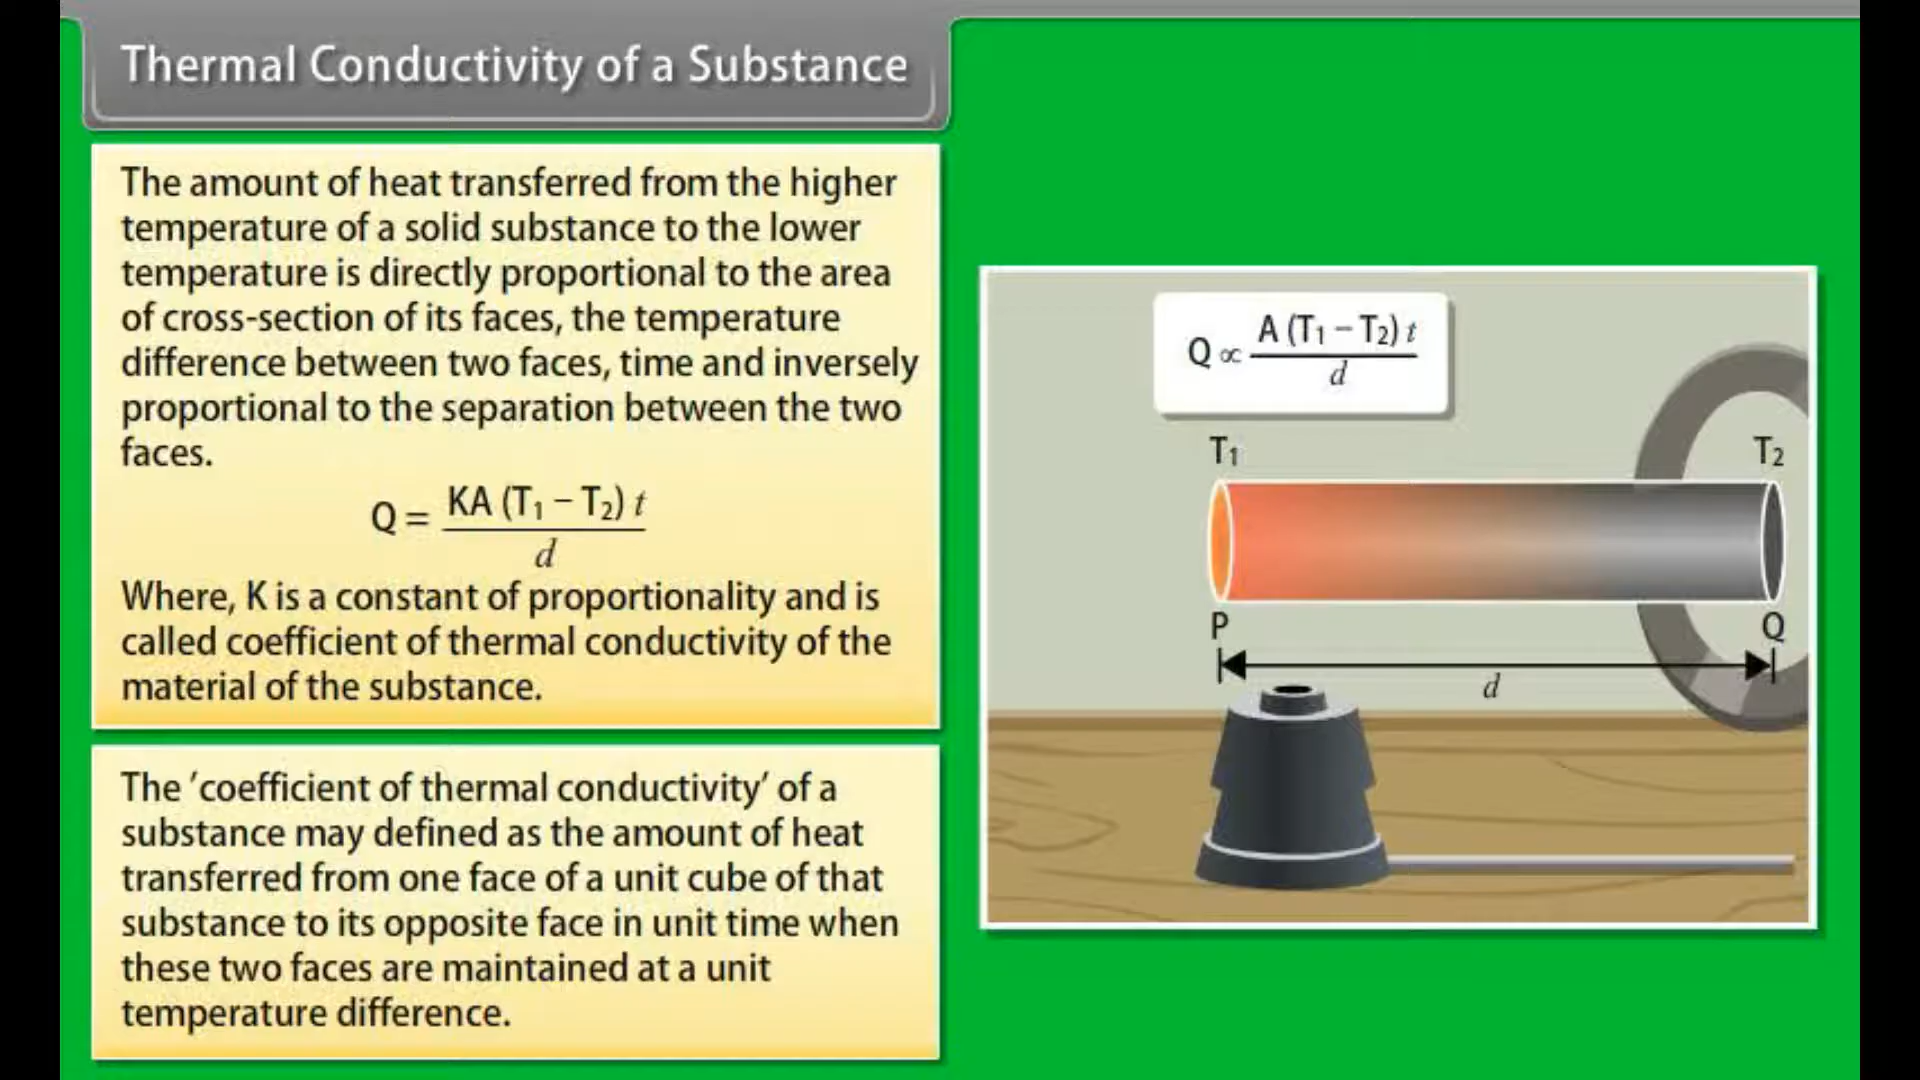 Thermal Conductivity of a Substance
The amount of heat transferred from the higher
temperature of a solid substance to the lower
temperature is directly proportional to the area
of cross-section of its faces, the temperature
difference between two faces, time and inversely
proportional to the separation between the two
faces.
Q = KA (T₁ – T₂) t / d
Where, K is a constant of proportionality and is
called coefficient of thermal conductivity of the
material of the substance.
The ′coefficient of thermal conductivity′ of a
substance may defined as the amount of heat
transferred from one face of a unit cube of that
substance to its opposite face in unit time when
these two faces are maintained at a unit
temperature difference.
Q ∝ A (T₁ – T₂) t / d
T₁ T₂
P Q
d